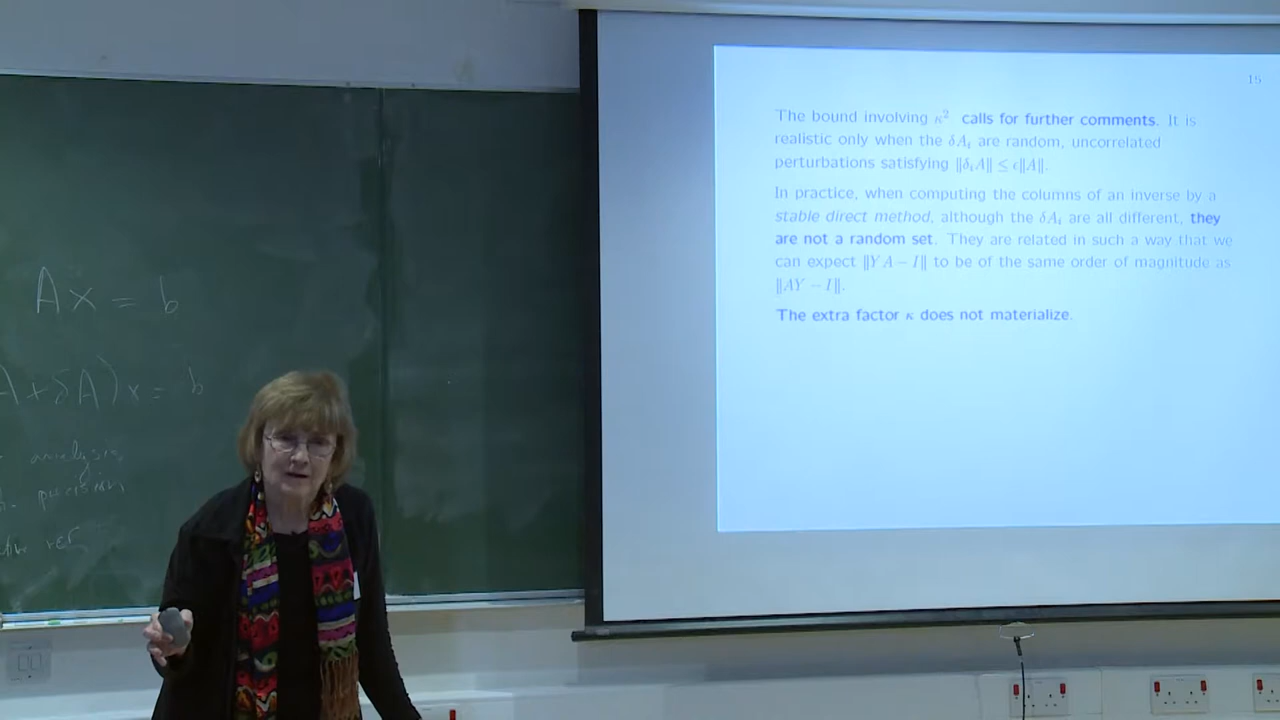 Ax = b
A + δA)x = b
analysis
precision
ref
15
The bound involving κ² calls for further comments. It is
realistic only when the δAᵢ are random, uncorrelated
perturbations satisfying ‖δᵢA‖ ≤ ϵ‖A‖.
In practice, when computing the columns of an inverse by a
stable direct method, although the δAᵢ are all different, they
are not a random set. They are related in such a way that we
can expect ‖YA − I‖ to be of the same order of magnitude as
‖AY − I‖.
The extra factor κ does not materialize.